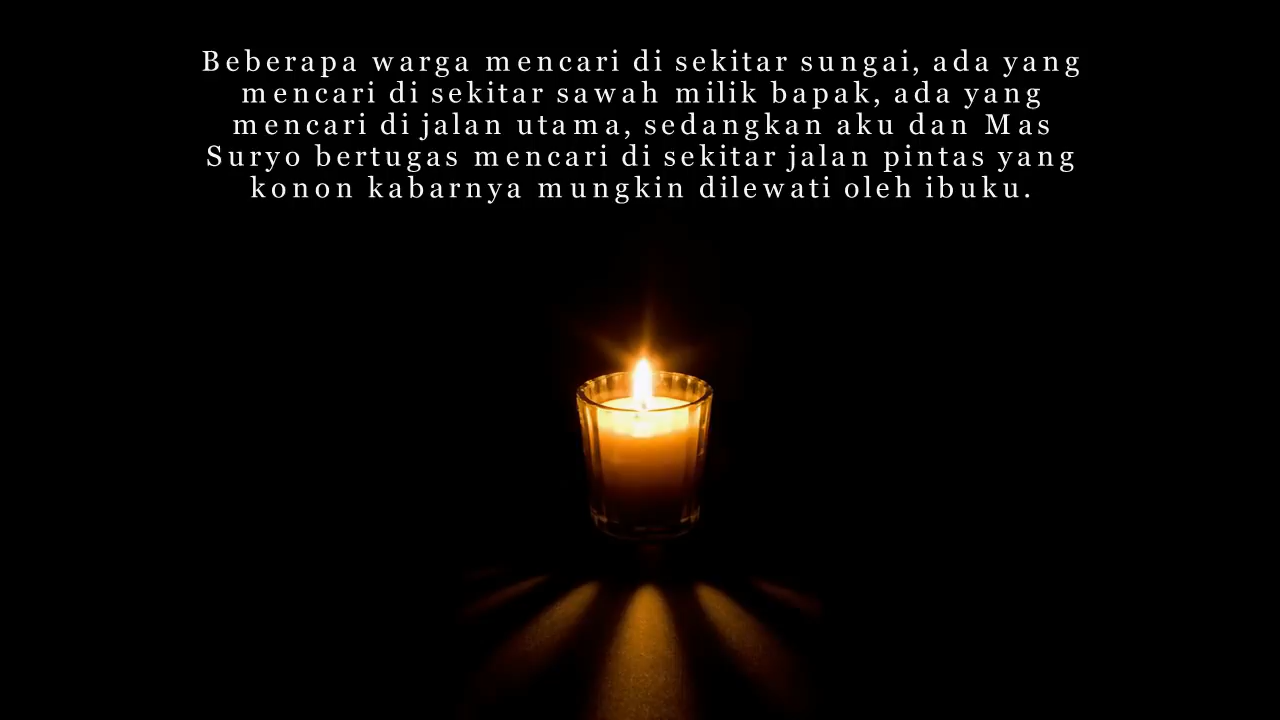 Beberapa warga mencari di sekitar sungai, ada yang
mencari di sekitar sawah milik bapak, ada yang
mencari di jalan utama, sedangkan aku dan Mas
Suryo bertugas mencari di sekitar jalan pintas yang
konon kabarnya mungkin dilewati oleh ibuku.